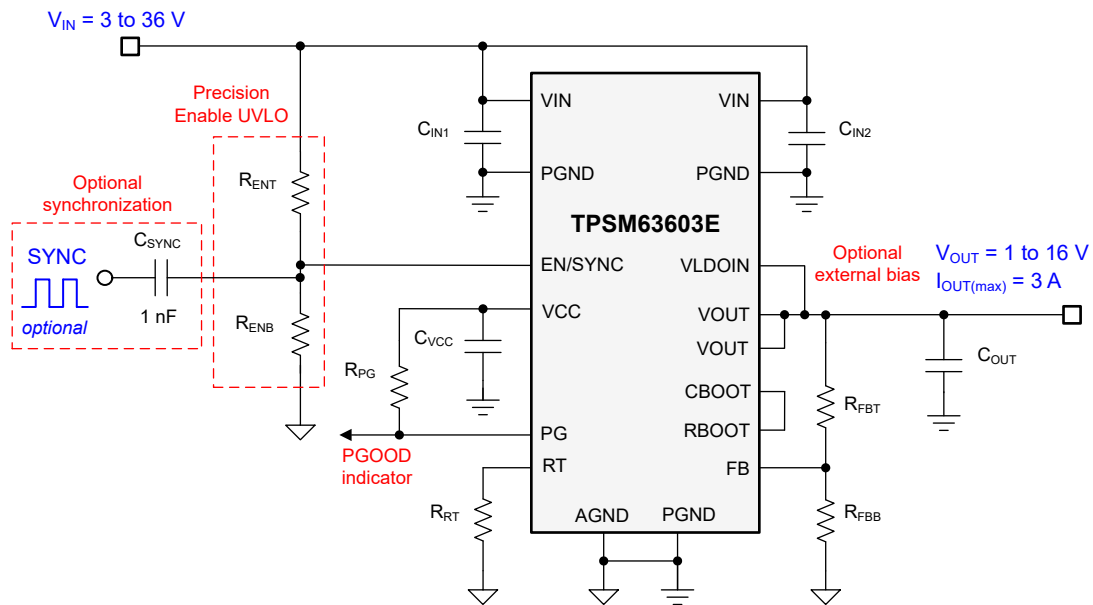 VIN = 3 to 36 V
Precision
Enable UVLO
VIN
VIN
CIN1
CIN2
PGND
PGND
RENT
Optional
synchronization
TPSM63603E
CSYNC
SYNC
EN/SYNC
VLDOIN
Optional
external bias
VOUT = 1 to 16 V
IOUT(max) = 3 A
optional
1 nF
RENB
VCC
VOUT
CVCC
VOUT
COUT
RPG
CBOOT
RFBT
RBOOT
PG
PGOOD
indicator
RT
FB
RRT
AGND
PGND
RFBB